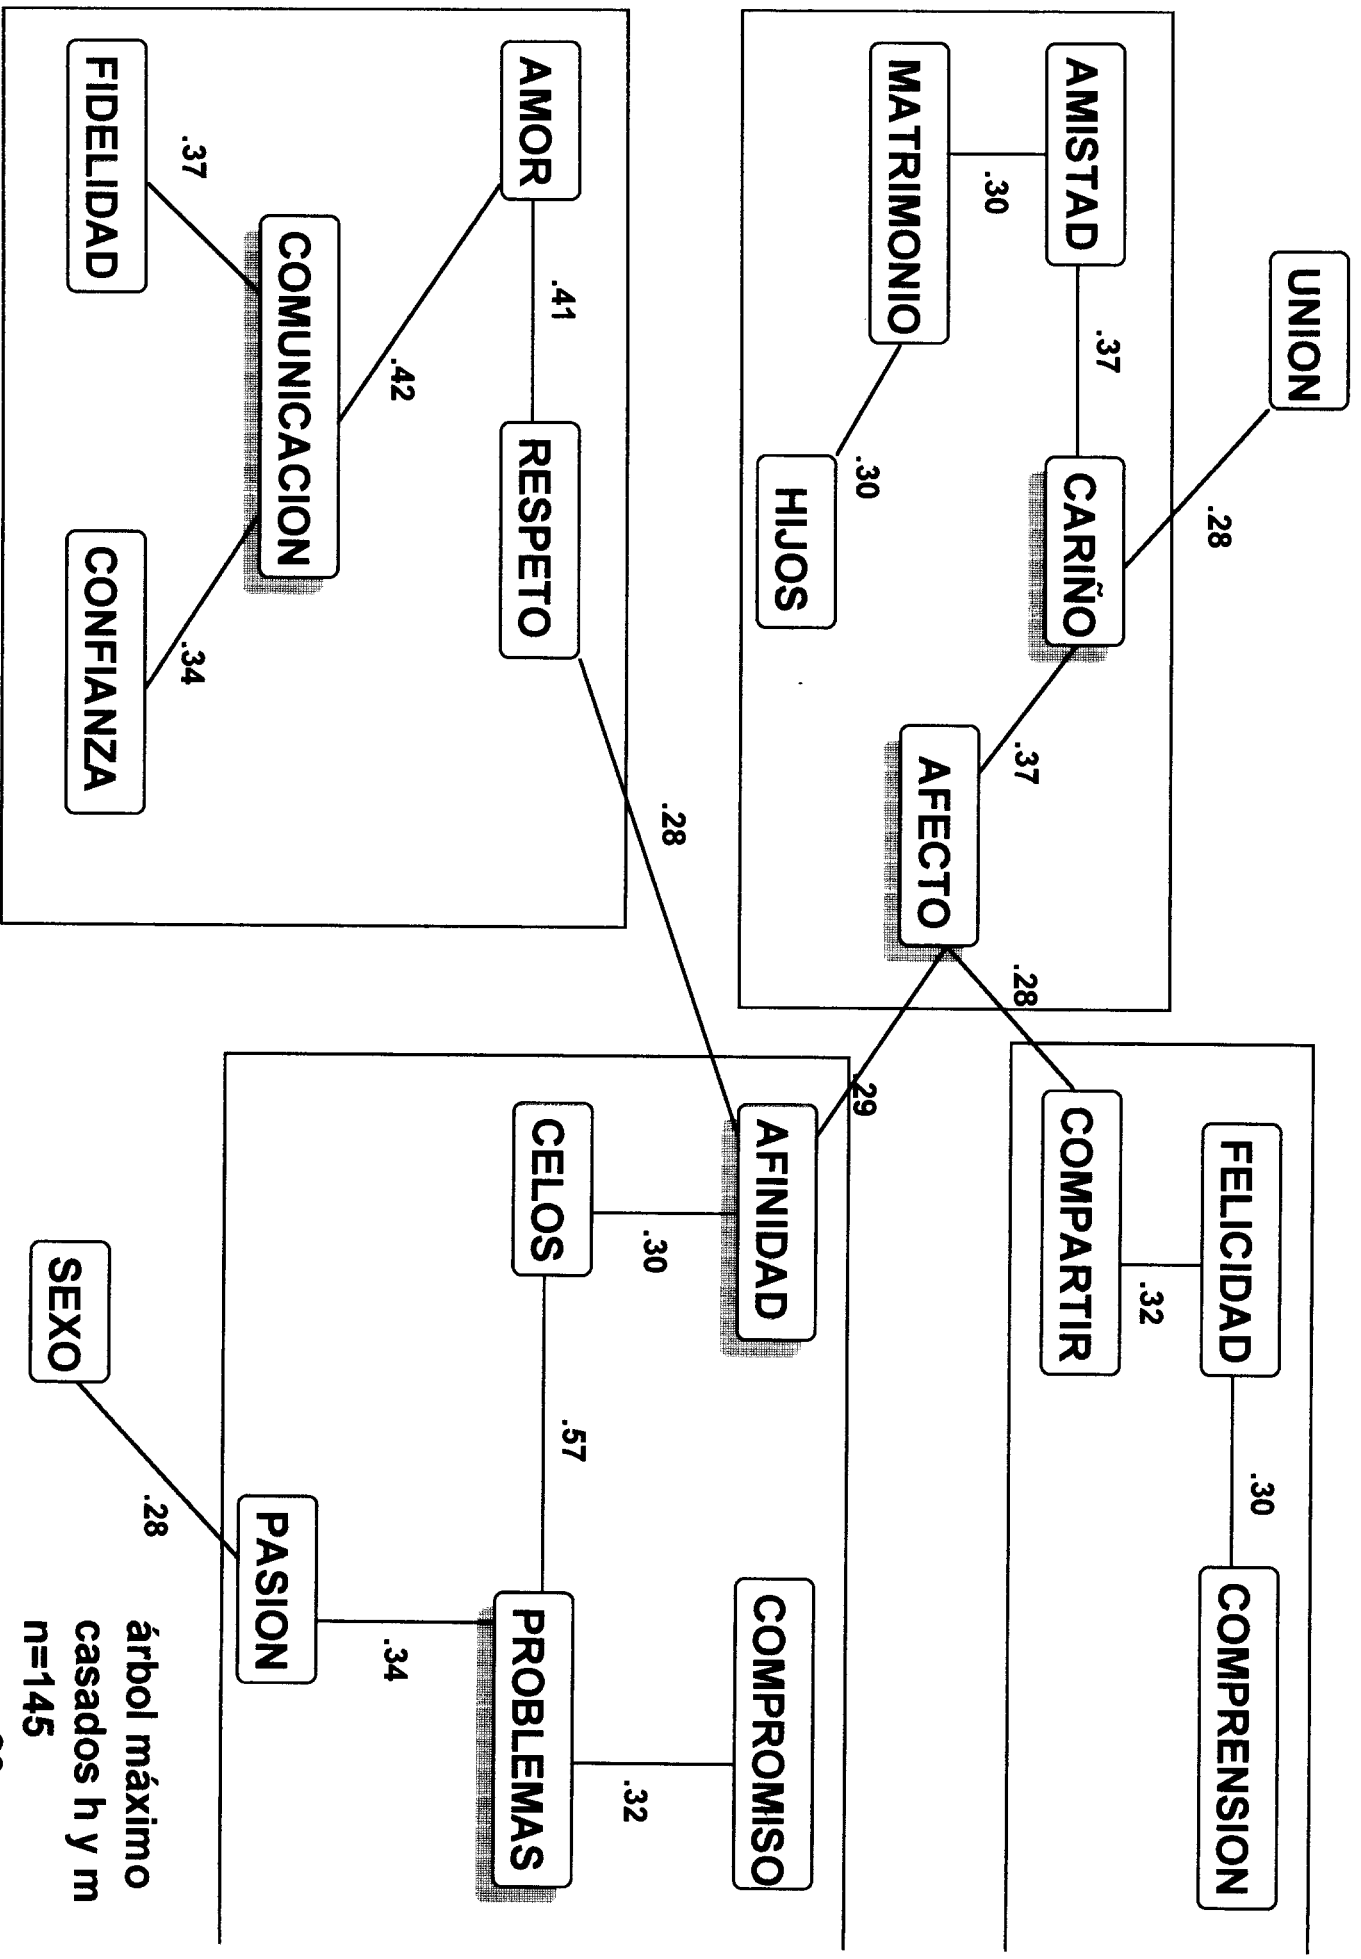 UNION
.28
AMISTAD
.37
CARIÑO
.30
.37
MATRIMONIO
.30
HIJOS
AFECTO
.28
.29
FELICIDAD
.30
COMPRENSION
.32
COMPARTIR
AMOR
.41
RESPETO
.28
.42
COMUNICACION
.37
.34
FIDELIDAD
CONFIANZA
AFINIDAD
COMPROMISO
.30
.32
CELOS
.57
PROBLEMAS
.34
PASION
.28
SEXO
árbol máximo
casados h y m
n=145